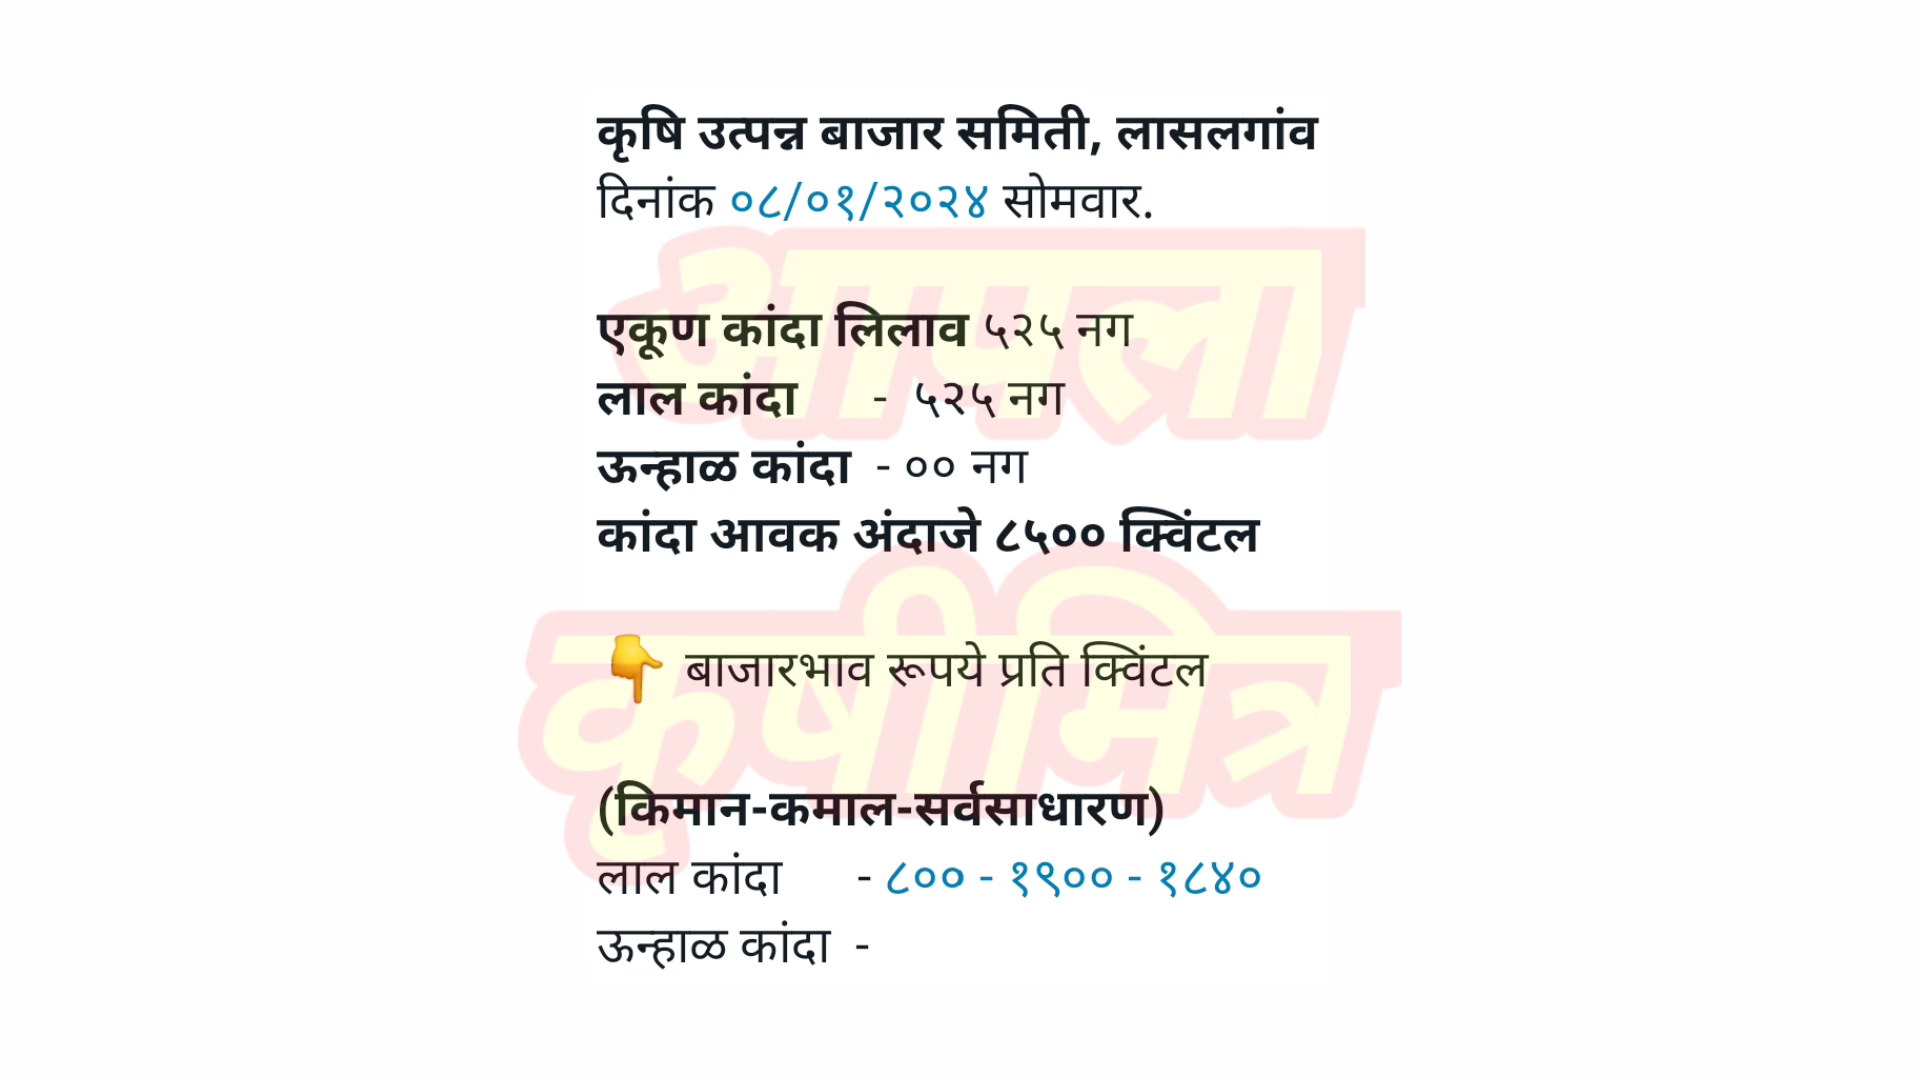 कृषि उत्पन्न बाजार समिती, लासलगांव
दिनांक ०८/०१/२०२४ सोमवार.
आपला
एकूण कांदा लिलाव ५२५ नग
लाल कांदा - ५२५ नग
ऊन्हाळ कांदा - ०० नग
कांदा आवक अंदाजे ८५०० क्विंटल
कृषीमित्र
👇 बाजारभाव रूपये प्रति क्विंटल
(किमान-कमाल-सर्वसाधारण)
लाल कांदा - ८०० - १९०० - १८४०
ऊन्हाळ कांदा -